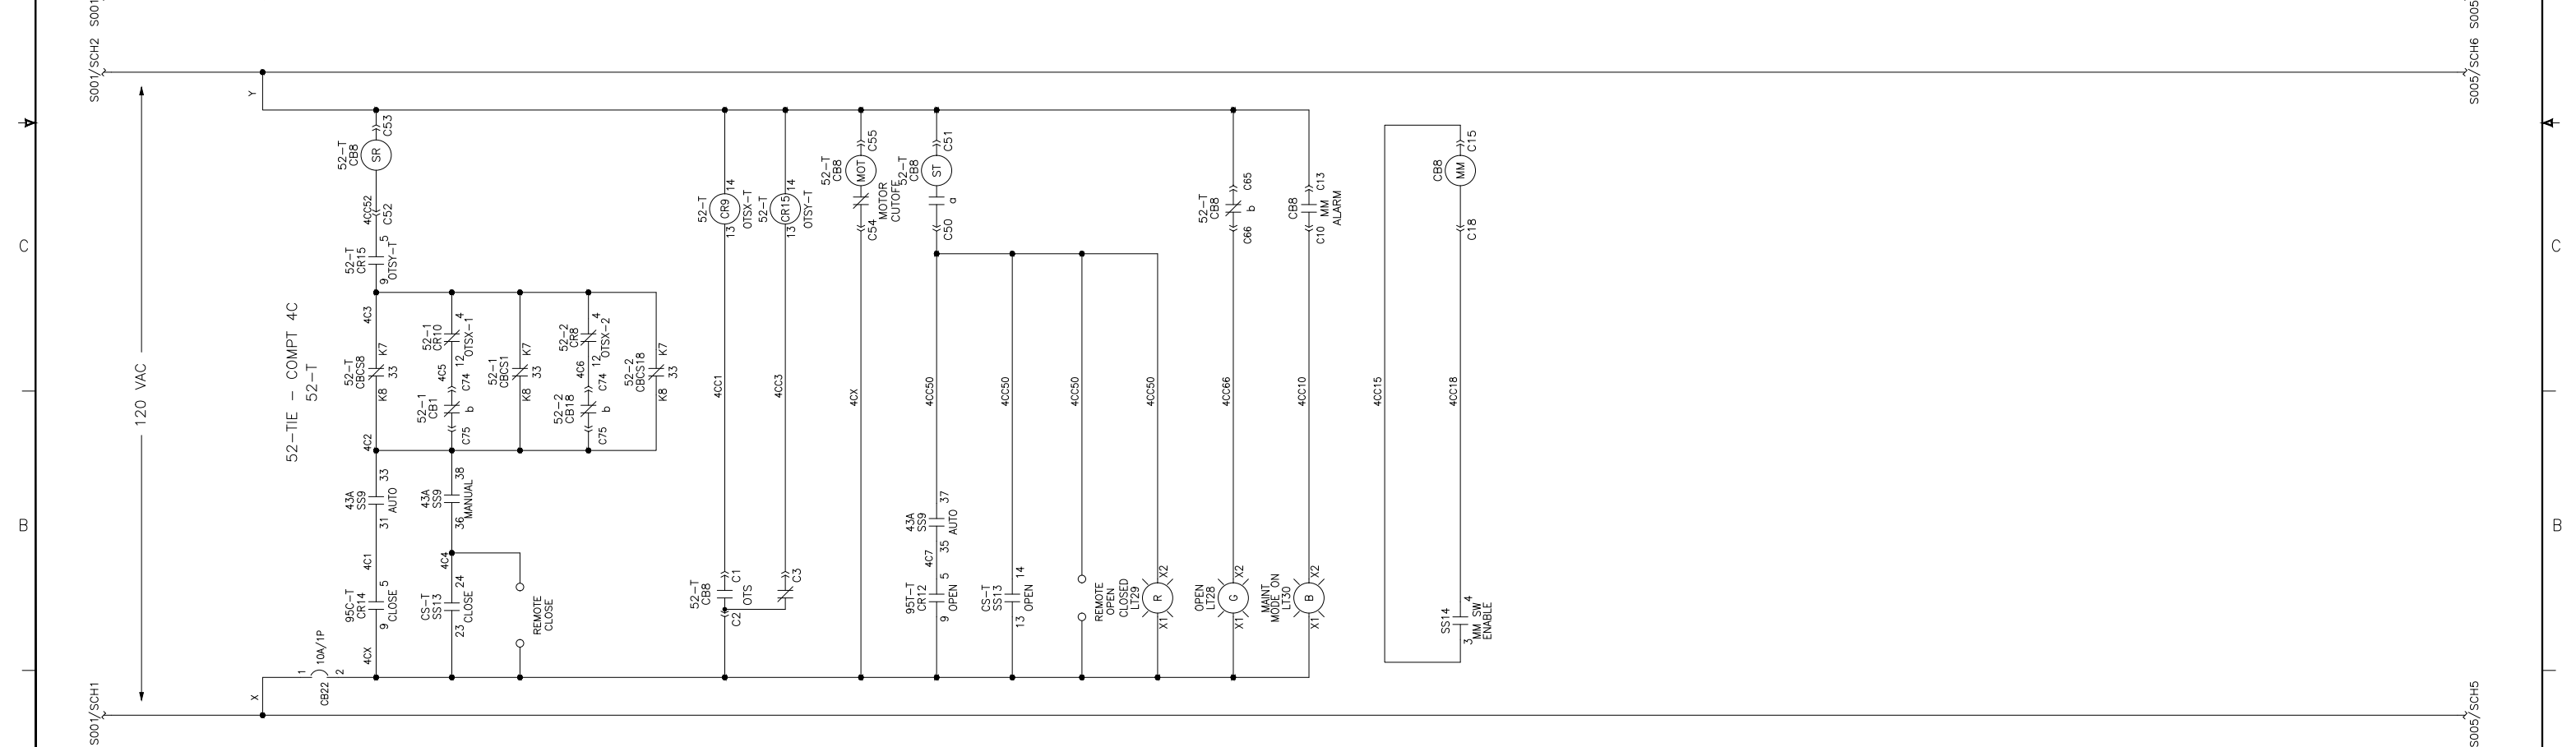 S001
S001/SCH2
S005/SCH6
S005
Y
120 VAC
52-TIE - COMPT 4C
52-T
C
B
C
B
52-T
CB8
SR
C53
4CC52
C52
52-T
CR15
5
9
OTSY-T
4C3
52-T
CBCS8
K7
33
K8
4C2
43A
SS9
33
31
AUTO
4C1
95C-T
CR14
5
9
CLOSE
4CX
52-1
CR10
4
12
OTSX-1
4C5
C74
52-1
CB1
b
C75
43A
SS9
38
36
MANUAL
4C4
CS-T
SS13
24
23
CLOSE
52-1
CBCS1
K7
33
K8
REMOTE
CLOSE
52-2
CR8
4
12
OTSX-2
4C6
C74
52-2
CB18
b
C75
52-2
CBCS18
K7
33
K8
52-T
CR9
14
13
OTSX-T
4CC1
52-T
CB8
C1
OTS
C2
52-T
CR15
14
13
OTSY-T
4CC3
C3
52-T
CB8
MOT
C55
MOTOR
CUTOFF
C54
4CX
52-T
CB8
ST
C51
a
C50
4CC50
43A
SS9
37
35
AUTO
4C7
95T-T
CR12
5
9
OPEN
4CC50
CS-T
SS13
14
13
OPEN
4CC50
REMOTE
OPEN
4CC50
CLOSED
LT29
R
X2
X1
52-T
CB8
C65
b
C66
4CC66
OPEN
LT28
G
X2
X1
CB8
C13
MM
ALARM
C10
4CC10
MAINT
MODE ON
LT30
B
X2
X1
4CC15
CB8
MM
C15
C18
4CC18
SS14
4
3
MM SW
ENABLE
X
1
10A/1P
CB22
2
S001/SCH1
S005/SCH5